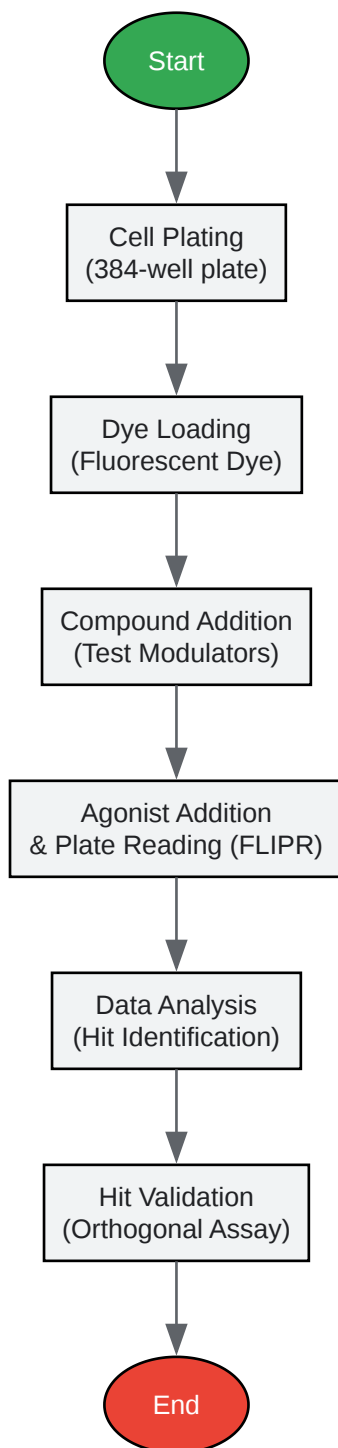 Start
Cell Plating
(384-well plate)
Dye Loading
(Fluorescent Dye)
Compound Addition
(Test Modulators)
Agonist Addition
& Plate Reading (FLIPR)
Data Analysis
(Hit Identification)
Hit Validation
(Orthogonal Assay)
End